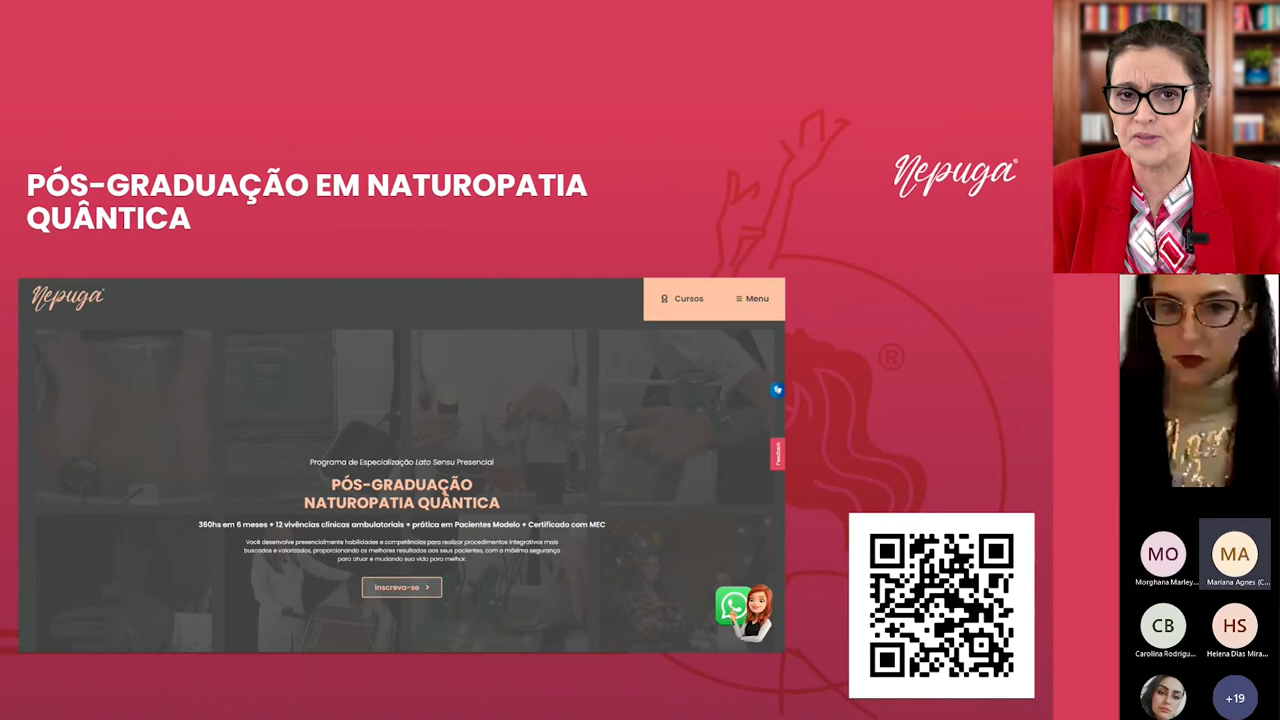 PÓS-GRADUAÇÃO EM NATUROPATIA
QUÂNTICA
Nepuga®
Nepuga®
Cursos
Menu
®
Feedback
Programa de Especialização Lato Sensu Presencial
PÓS-GRADUAÇÃO
NATUROPATIA QUÂNTICA
360hs em 6 meses + 12 vivências clínicas ambulatoriais + prática em Pacientes Modelo + Certificado com MEC
Você desenvolve presencialmente habilidades e competências para realizar procedimentos integrativos mais
buscados e valorizados, proporcionando os melhores resultados aos seus pacientes, com a máxima segurança
para atuar e mudando sua vida para melhor.
Inscreva-se >
MO
MA
Morghana Marley...
Mariana Agnes (C...
CB
HS
Carolina Rodrigu...
Helena Dias Mira...
+19